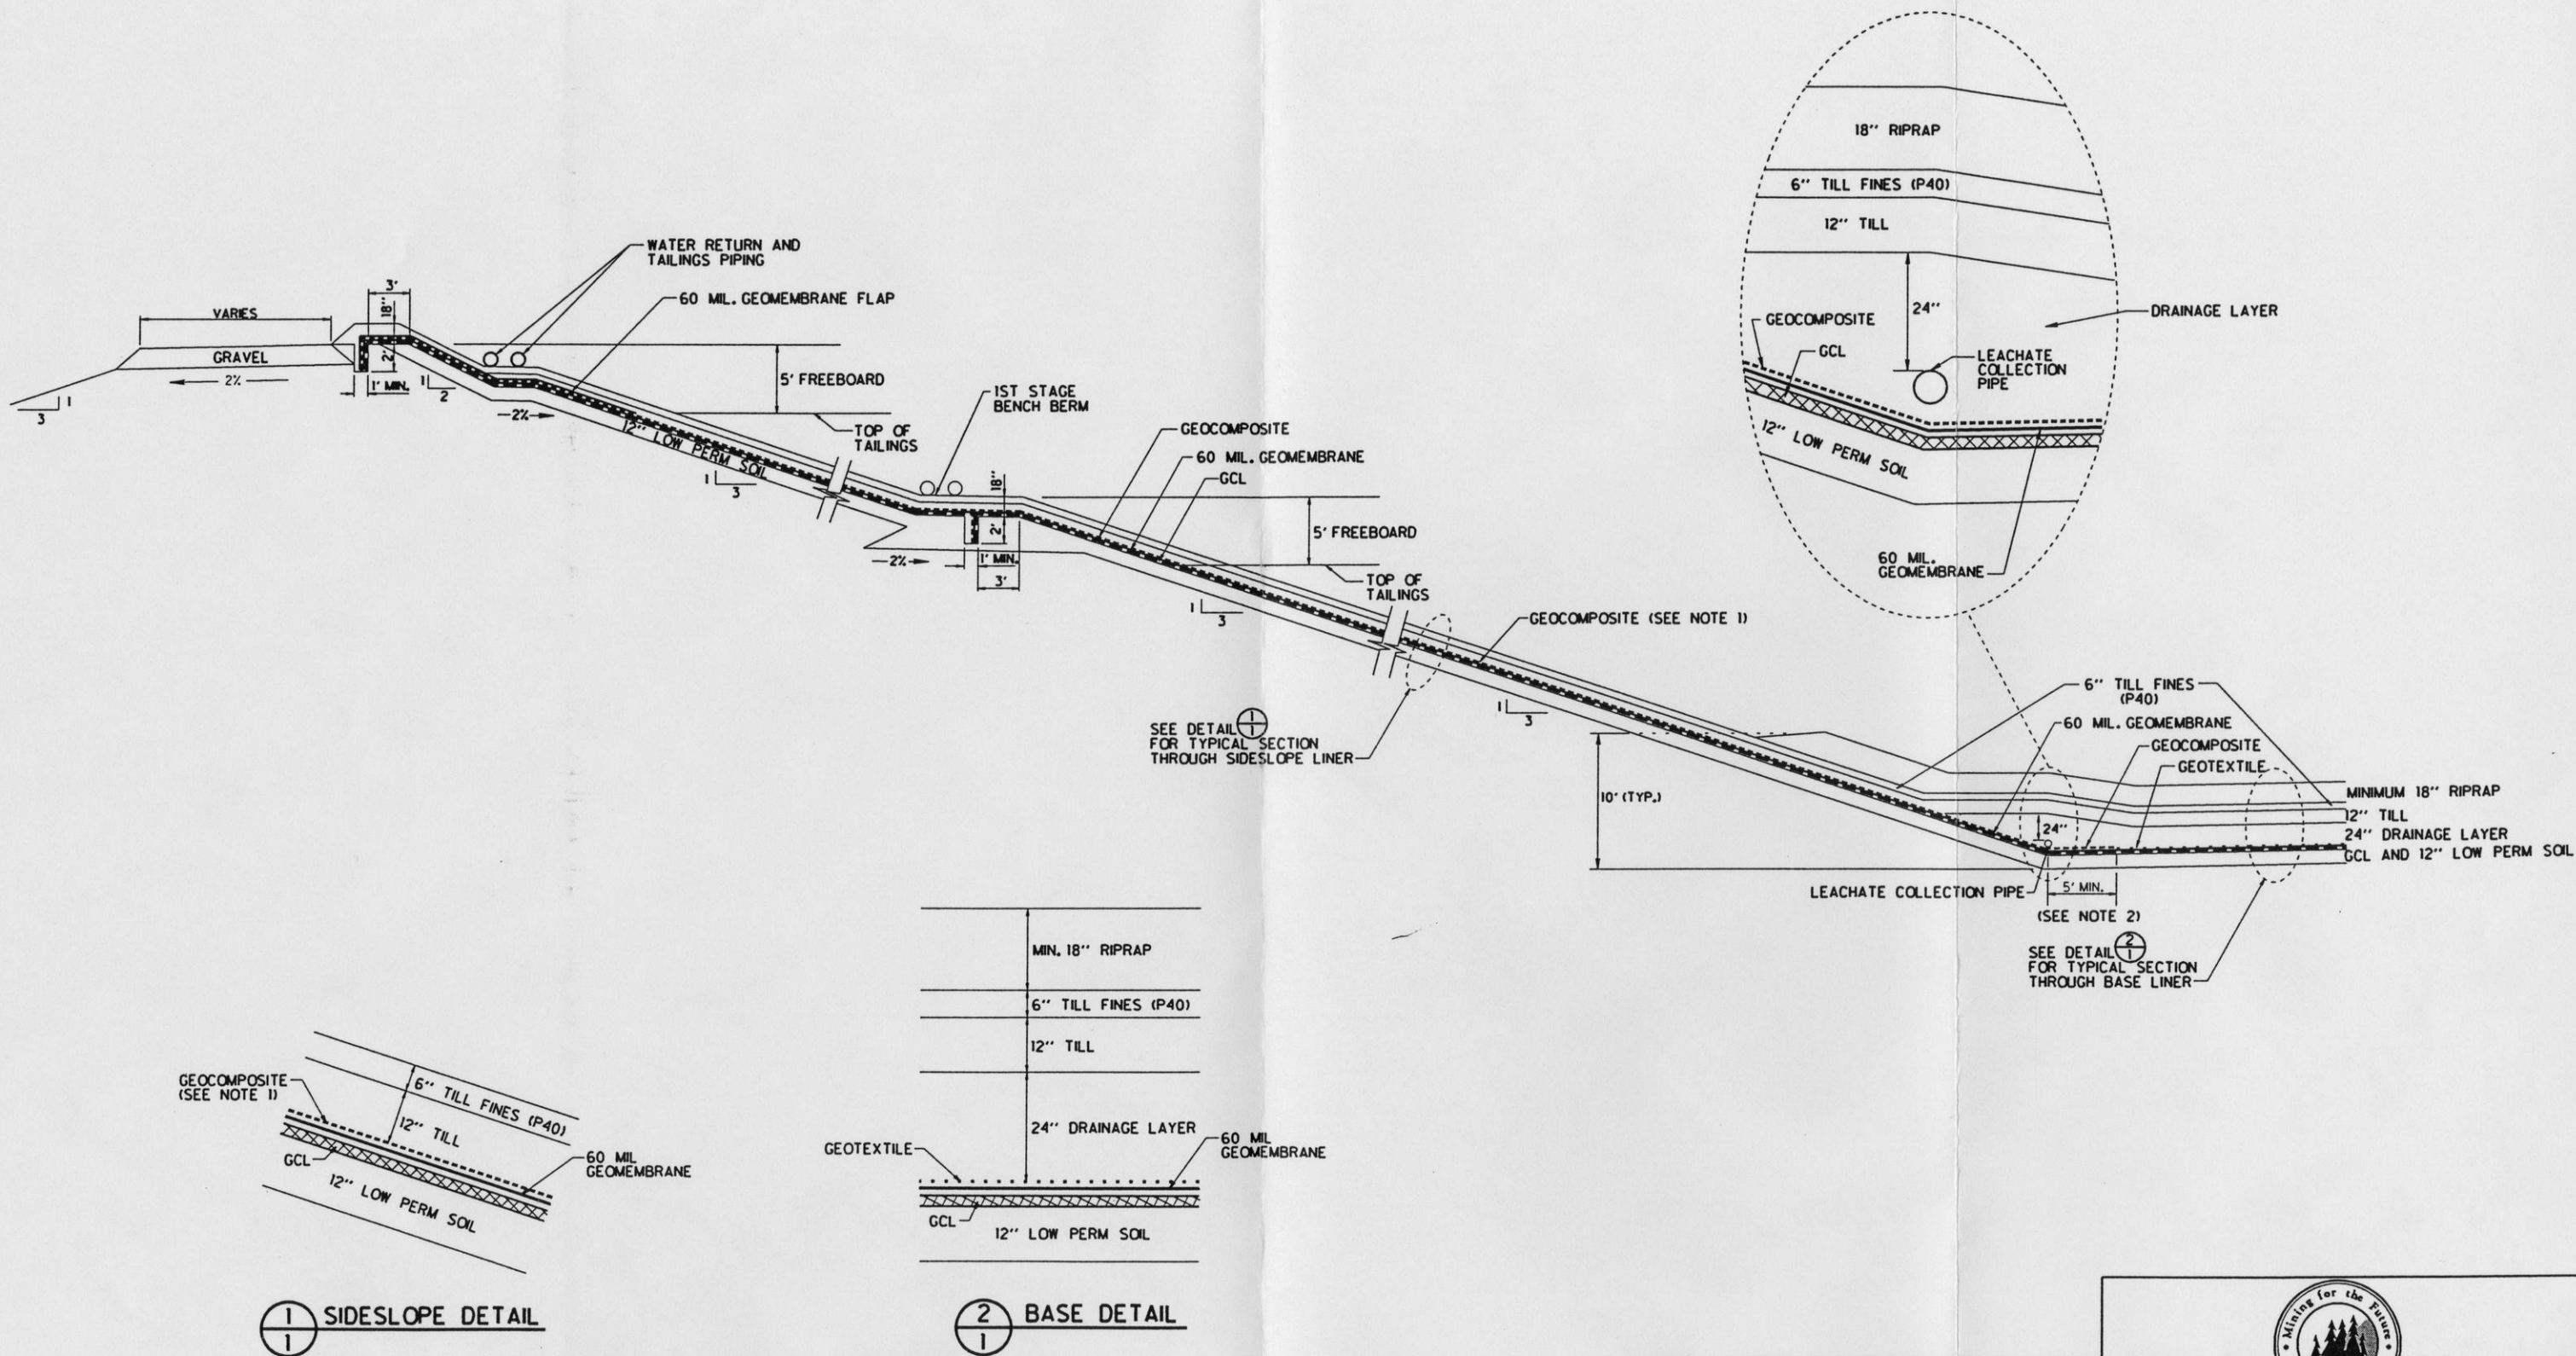 WATER RETURN AND
TAILINGS PIPING
60 MIL. GEOMEMBRANE FLAP
3'
18"
VARIES
GRAVEL
2%
2'
1' MIN.
1
2
1
3
2%
5' FREEBOARD
TOP OF
TAILINGS
12" LOW PERM SOIL
1
3
1ST STAGE
BENCH BERM
18"
2'
1' MIN.
3'
2%
GEOCOMPOSITE
60 MIL. GEOMEMBRANE
GCL
5' FREEBOARD
TOP OF
TAILINGS
1
3
GEOCOMPOSITE (SEE NOTE 1)
SEE DETAIL 1/1
FOR TYPICAL SECTION
THROUGH SIDESLOPE LINER
1
3
10' (TYP.)
18" RIPRAP
6" TILL FINES (P40)
12" TILL
24"
DRAINAGE LAYER
GEOCOMPOSITE
GCL
LEACHATE
COLLECTION
PIPE
12" LOW PERM SOIL
60 MIL.
GEOMEMBRANE
6" TILL FINES
(P40)
60 MIL. GEOMEMBRANE
GEOCOMPOSITE
GEOTEXTILE
MINIMUM 18" RIPRAP
12" TILL
24" DRAINAGE LAYER
GCL AND 12" LOW PERM SOIL
24"
LEACHATE COLLECTION PIPE
5' MIN.
(SEE NOTE 2)
SEE DETAIL 2/1
FOR TYPICAL SECTION
THROUGH BASE LINER
GEOCOMPOSITE
(SEE NOTE 1)
6" TILL FINES (P40)
12" TILL
GCL
60 MIL
GEOMEMBRANE
12" LOW PERM SOIL
1
1
SIDESLOPE DETAIL
MIN. 18" RIPRAP
6" TILL FINES (P40)
12" TILL
24" DRAINAGE LAYER
GEOTEXTILE
60 MIL
GEOMEMBRANE
GCL
12" LOW PERM SOIL
2
1
BASE DETAIL
Mining for the Future